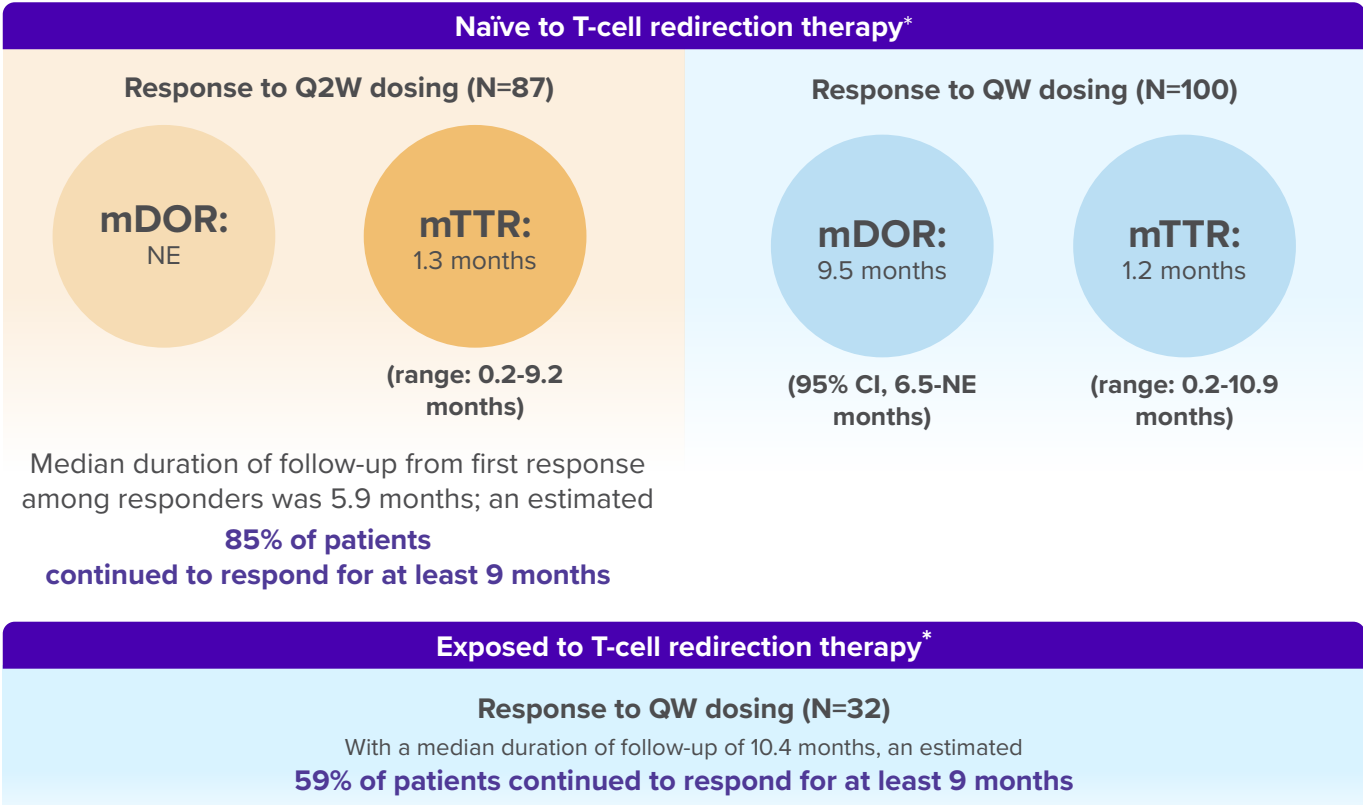 Naïve to T-cell redirection therapy*
Response to Q2W dosing (N=87)
mDOR:
NE
mTTR:
1.3 months
(range: 0.2-9.2
months)
Median duration of follow-up from first response
among responders was 5.9 months; an estimated
85% of patients
continued to respond for at least 9 months
Response to QW dosing (N=100)
mDOR:
9.5 months
(95% CI, 6.5-NE
months)
mTTR:
1.2 months
(range: 0.2-10.9
months)
Exposed to T-cell redirection therapy*
Response to QW dosing (N=32)
With a median duration of follow-up of 10.4 months, an estimated
59% of patients continued to respond for at least 9 months